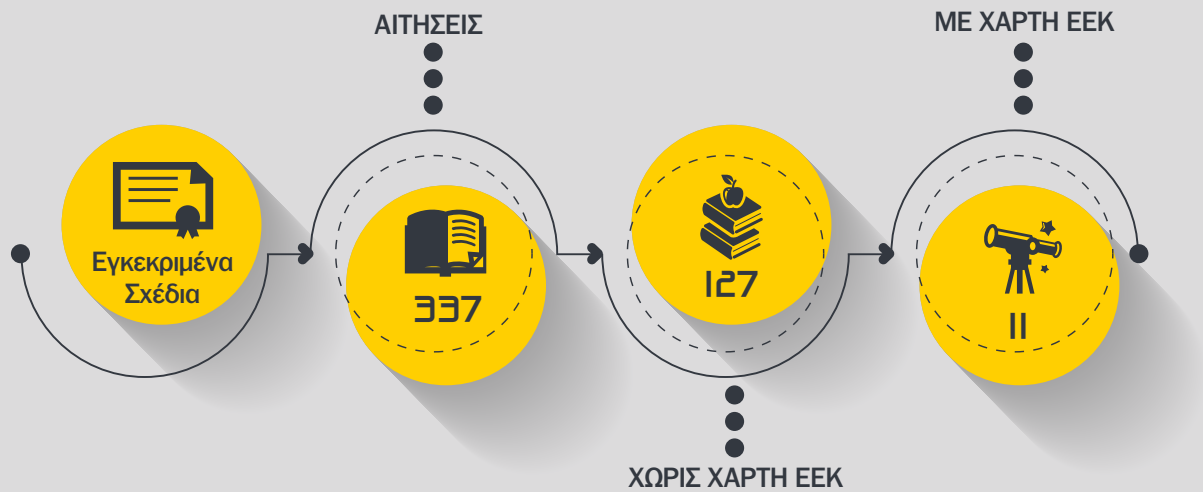 Εγκεκριμένα
Σχέδια
ΑΙΤΗΣΕΙΣ
337
127
ΧΩΡΙΣ ΧΑΡΤΗ ΕΕΚ
ΜΕ ΧΑΡΤΗ ΕΕΚ
11